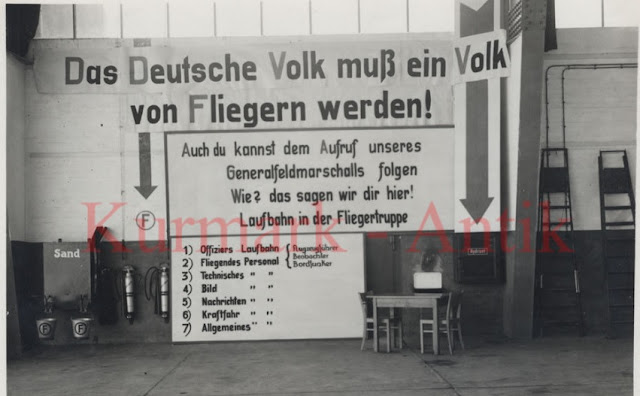 Das Deutsche Volk muß ein Volk
von Fliegern werden!
Auch du kannst dem Aufruf unseres
Generalfeldmarschalls folgen
Wie? das sagen wir dir hier!
Laufbahn in der Fliegertruppe
F
Kurmark - Antik
Sand
1) Offiziers Laufbahn
2) Fliegendes Personal Beobachter
Bordfunker
3) Technisches " "
4) Bild " "
5) Nachrichten " "
6) Kraftfahr " "
7) Allgemeines " "
F F